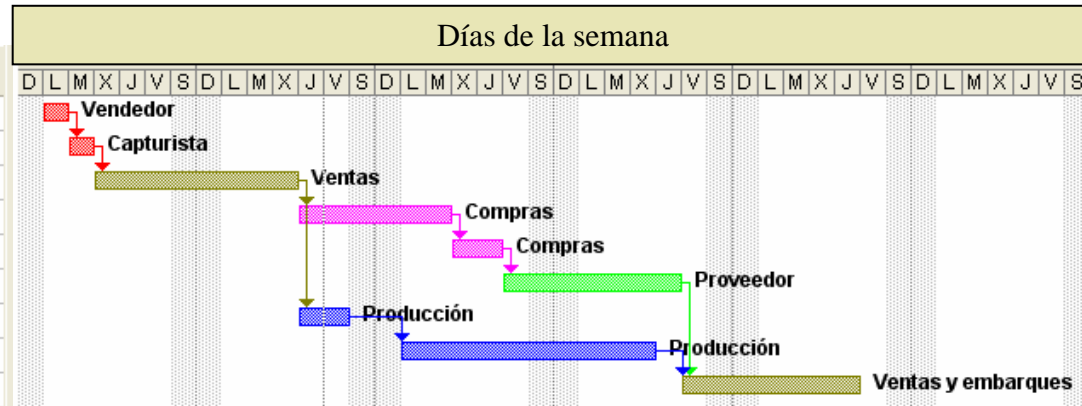 Días de la semana
D L M X J V S D L M X J V S D L M X J V S D L M X J V S D L M X J V S D L M X J V S
Vendedor
Capturista
Ventas
Compras
Compras
Proveedor
Producción
Producción
Ventas y embarques